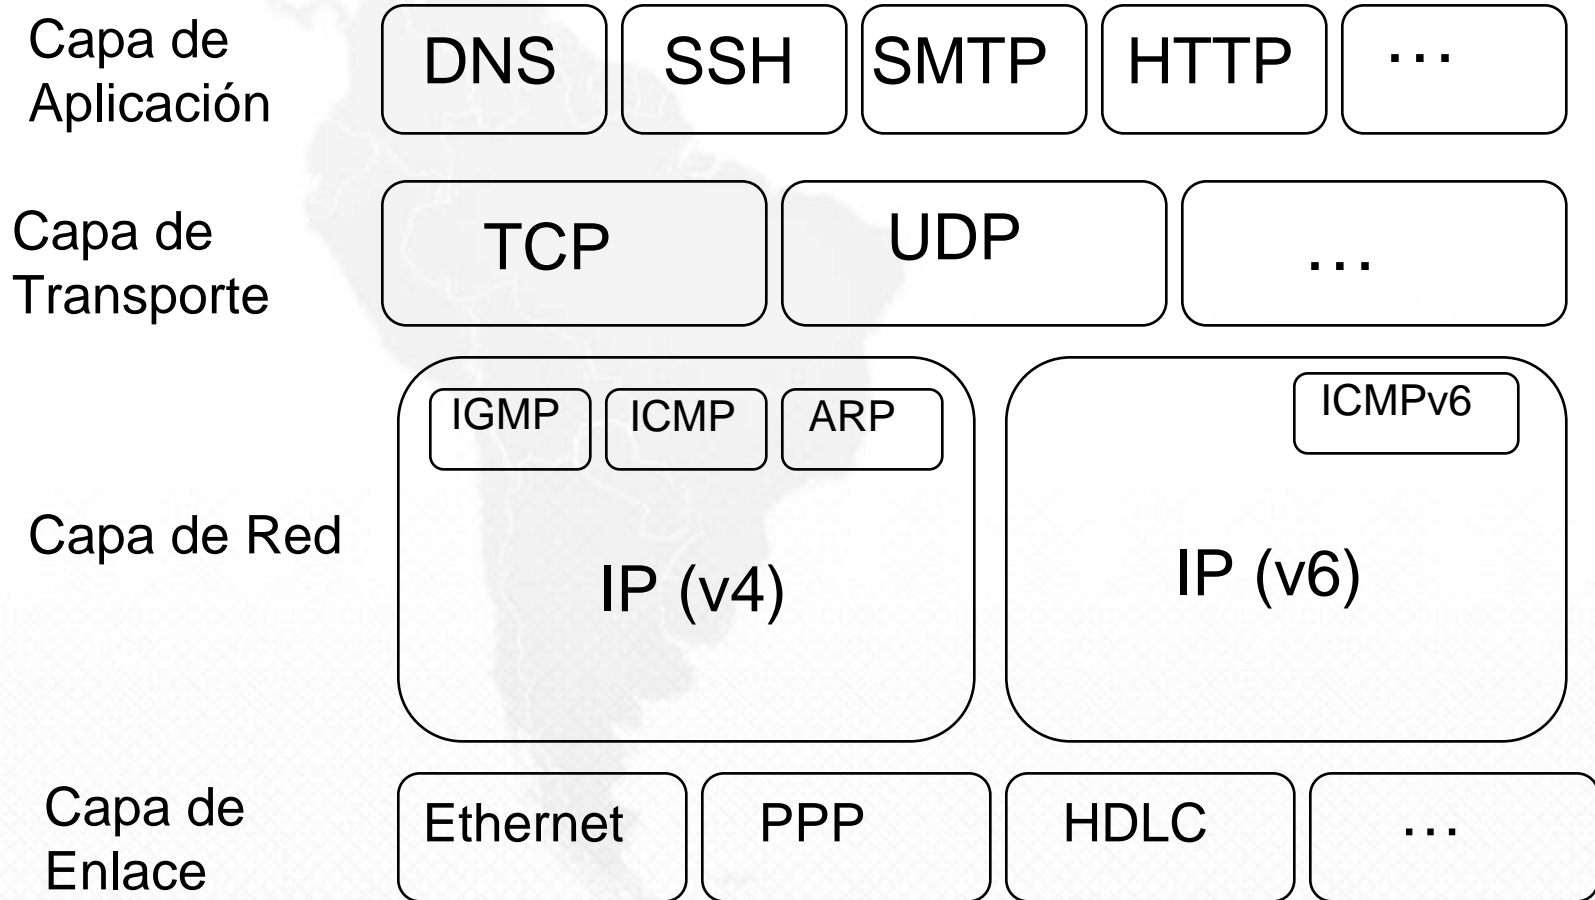 Capa de
Aplicación
DNS
SSH
SMTP
HTTP
...
Capa de
Transporte
TCP
UDP
...
Capa de Red
IGMP
ICMP
ARP
IP (v4)
ICMPv6
IP (v6)
Capa de
Enlace
Ethernet
PPP
HDLC
...